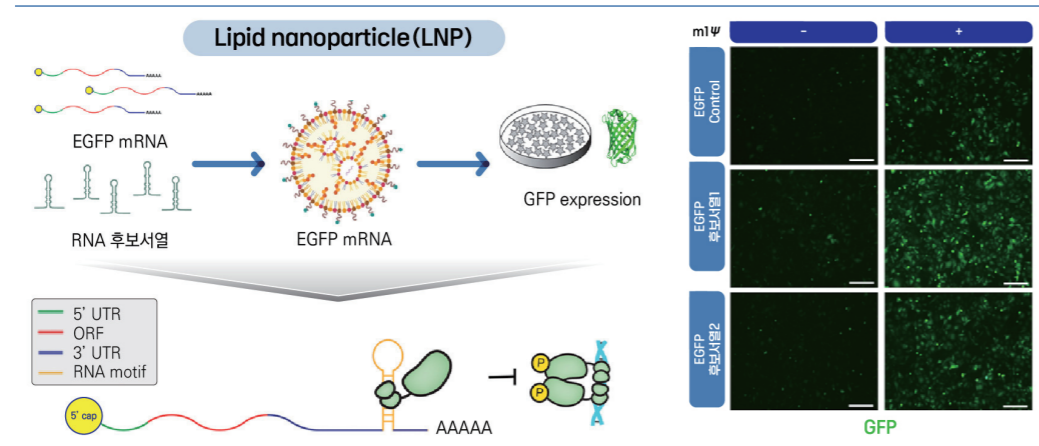 Lipid nanoparticle(LNP)
AAAAA
AAAAA
AAAAA
EGFP mRNA
RNA 후보서열
EGFP mRNA
GFP expression
5' UTR
ORF
3' UTR
RNA motif
5' cap
AAAAA
P
P
m1Ψ
-
+
EGFP
Control
EGFP
후보서열1
EGFP
후보서열2
GFP